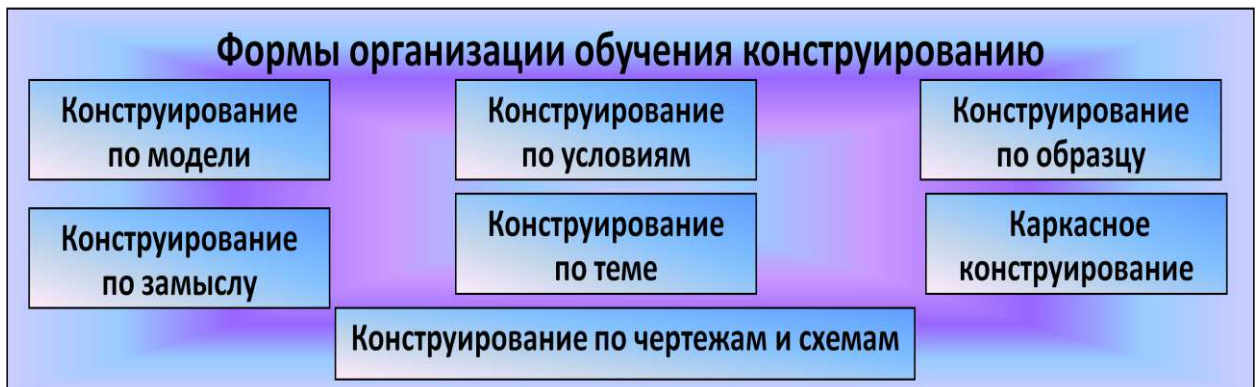 Формы организации обучения конструированию
Конструирование
по модели
Конструирование
по условиям
Конструирование
по образцу
Конструирование
по замыслу
Конструирование
по теме
Каркасное
конструирование
Конструирование по чертежам и схемам